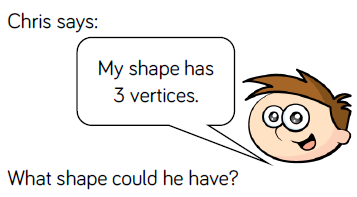 Chris says:
My shape has
3 vertices.
What shape could he have?